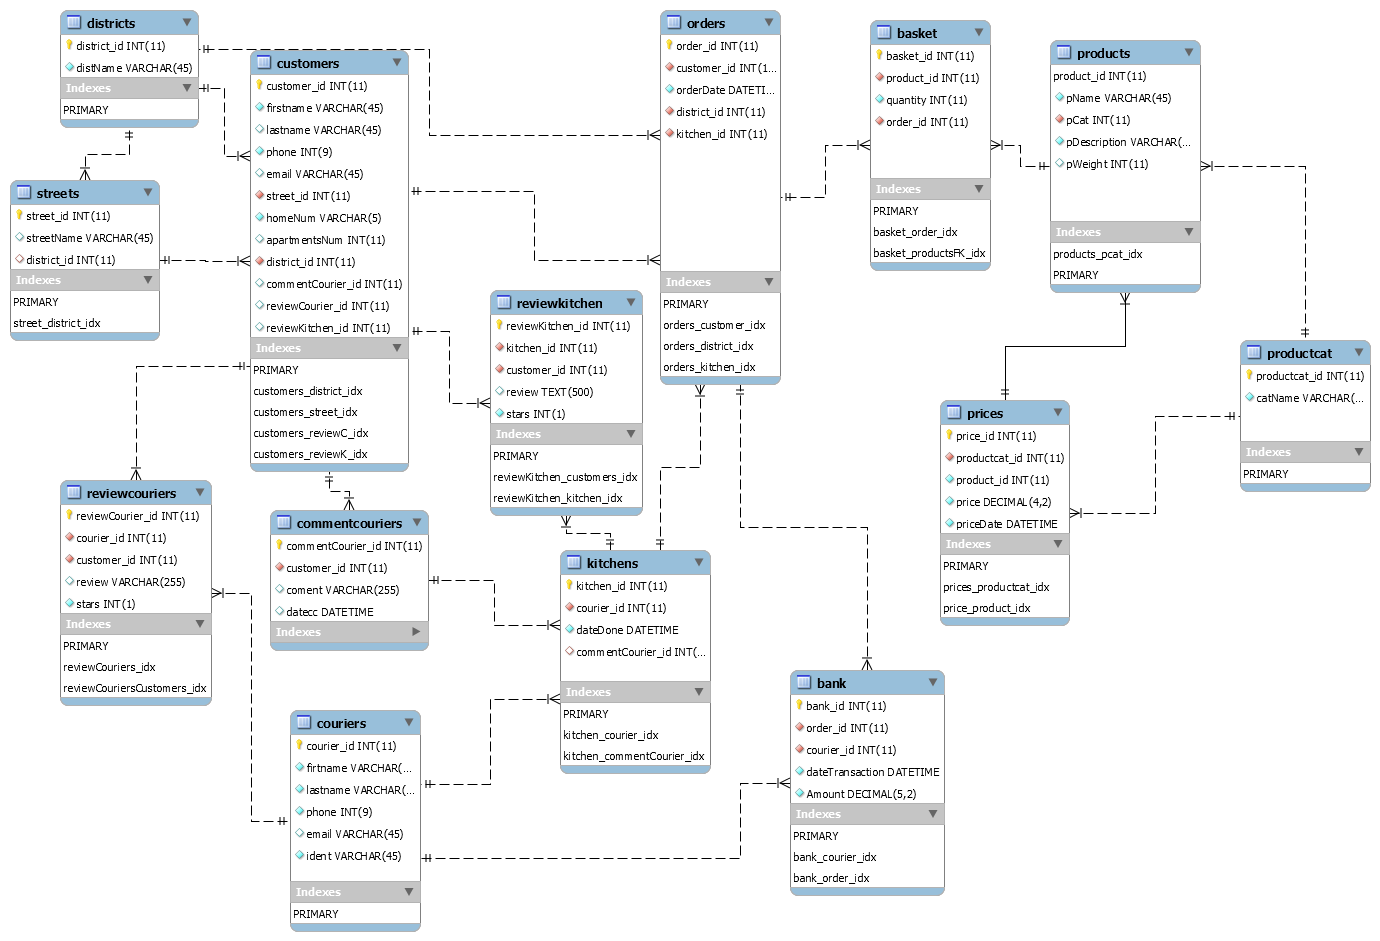 districts
district_id INT(11)
distName VARCHAR(45)
Indexes
PRIMARY
streets
street_id INT(11)
streetName VARCHAR(45)
district_id INT(11)
Indexes
PRIMARY
street_district_idx
customers
customer_id INT(11)
firstname VARCHAR(45)
lastname VARCHAR(45)
phone INT(9)
email VARCHAR(45)
street_id INT(11)
homeNum VARCHAR(5)
apartmentsNum INT(11)
district_id INT(11)
commentCourier_id INT(11)
reviewCourier_id INT(11)
reviewKitchen_id INT(11)
Indexes
PRIMARY
customers_district_idx
customers_street_idx
customers_reviewC_idx
customers_reviewK_idx
reviewkitchen
reviewKitchen_id INT(11)
kitchen_id INT(11)
customer_id INT(11)
review TEXT(500)
stars INT(1)
Indexes
PRIMARY
reviewKitchen_customers_idx
reviewKitchen_kitchen_idx
orders
order_id INT(11)
customer_id INT(1...
orderDate DATETI...
district_id INT(11)
kitchen_id INT(11)
Indexes
PRIMARY
orders_customer_idx
orders_district_idx
orders_kitchen_idx
basket
basket_id INT(11)
product_id INT(11)
quantity INT(11)
order_id INT(11)
Indexes
PRIMARY
basket_order_idx
basket_productsFK_idx
products
product_id INT(11)
pName VARCHAR(45)
pCat INT(11)
pDescription VARCHAR(...
pWeight INT(11)
Indexes
products_pcat_idx
PRIMARY
productcat
productcat_id INT(11)
catName VARCHAR(...
Indexes
PRIMARY
prices
price_id INT(11)
productcat_id INT(11)
product_id INT(11)
price DECIMAL(4,2)
priceDate DATETIME
Indexes
PRIMARY
prices_productcat_idx
price_product_idx
reviewcouriers
reviewCourier_id INT(11)
courier_id INT(11)
customer_id INT(11)
review VARCHAR(255)
stars INT(1)
Indexes
PRIMARY
reviewCouriers_idx
reviewCouriersCustomers_idx
commentcouriers
commentCourier_id INT(11)
customer_id INT(11)
coment VARCHAR(255)
datecc DATETIME
Indexes
kitchens
kitchen_id INT(11)
courier_id INT(11)
dateDone DATETIME
commentCourier_id INT(...
Indexes
PRIMARY
kitchen_courier_idx
kitchen_commentCourier_idx
couriers
courier_id INT(11)
firtname VARCHAR(...
lastname VARCHAR(...
phone INT(9)
email VARCHAR(45)
ident VARCHAR(45)
Indexes
PRIMARY
bank
bank_id INT(11)
order_id INT(11)
courier_id INT(11)
dateTransaction DATETIME
Amount DECIMAL(5,2)
Indexes
PRIMARY
bank_courier_idx
bank_order_idx